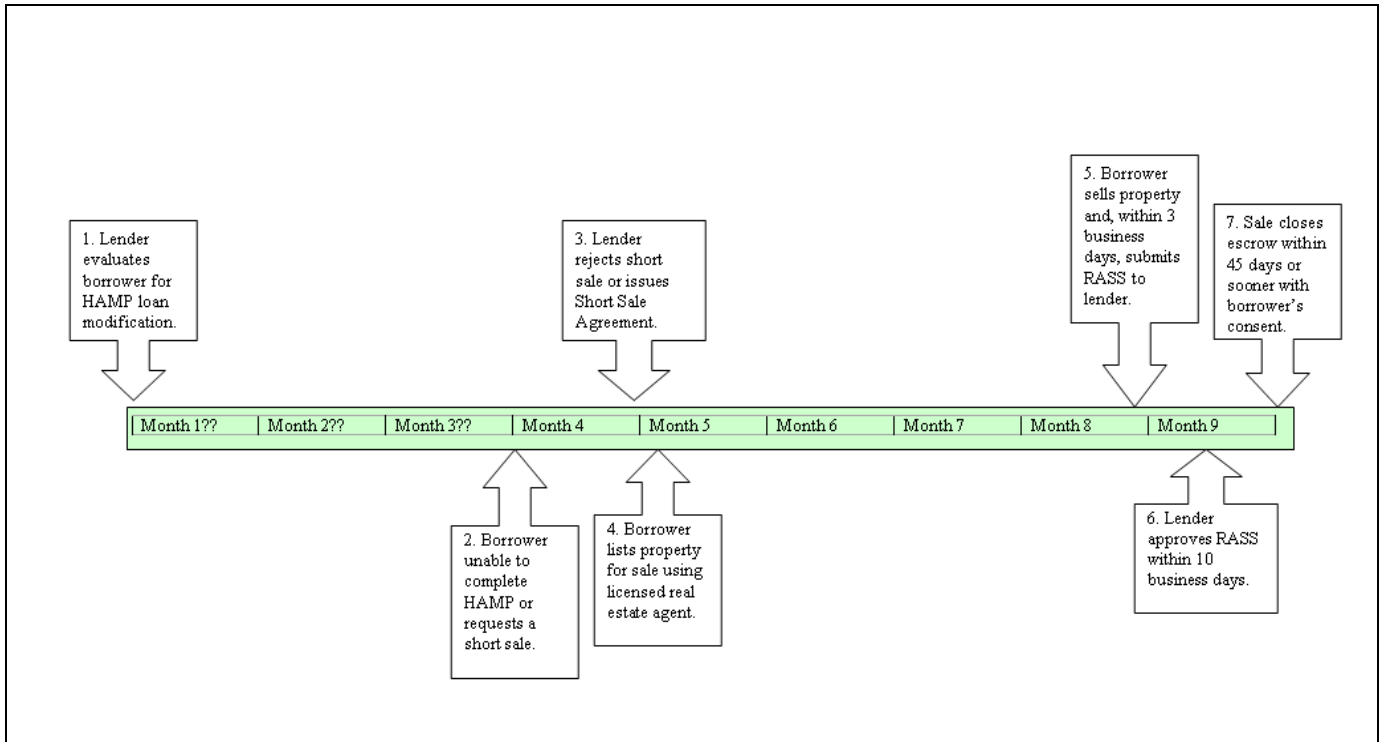 1. Lender
evaluates
borrower for
HAMP loan
modification.
3. Lender
rejects short
sale or issues
Short Sale
Agreement.
5. Borrower
sells property
and, within 3
business
days, submits
RASS to
lender.
7. Sale closes
escrow within
45 days or
sooner with
borrower's
consent.
Month 1?? Month 2?? Month 3?? Month 4 Month 5 Month 6 Month 7 Month 8 Month 9
2. Borrower
unable to
complete
HAMP or
requests a
short sale.
4. Borrower
lists property
for sale using
licensed real
estate agent.
6. Lender
approves RASS
within 10
business days.